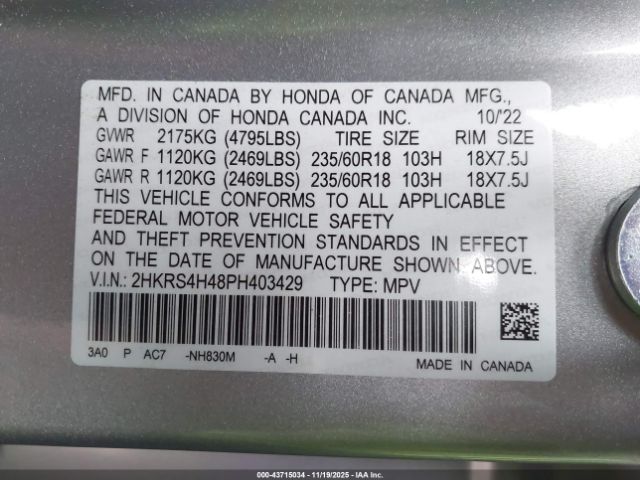 MFD. IN CANADA BY HONDA OF CANADA MFG.,
A DIVISION OF HONDA CANADA INC. 10/'22
GVWR 2175KG (4795LBS) TIRE SIZE RIM SIZE
GAWR F 1120KG (2469LBS) 235/60R18 103H 18X7.5J
GAWR R 1120KG (2469LBS) 235/60R18 103H 18X7.5J
THIS VEHICLE CONFORMS TO ALL APPLICABLE
FEDERAL MOTOR VEHICLE SAFETY
AND THEFT PREVENTION STANDARDS IN EFFECT
ON THE DATE OF MANUFACTURE SHOWN ABOVE.
V.I.N.: 2HKRS4H48PH403429 TYPE: MPV
3A0 P AC7 -NH830M -A -H MADE IN CANADA
000-43715034 - 11/19/2025 - IAA Inc.